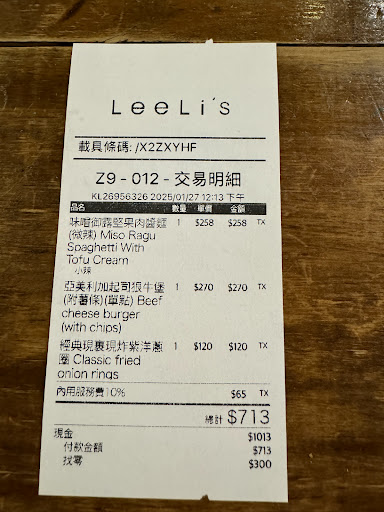 LeeLi's
載具條碼: /X2ZXYHF
Z9 - 012 - 交易明細
KL26956326 2025/01/27 12:13 下午
品名 數量 單價 金額
味噌御露堅果肉醬麵 1 $258 $258 TX
(微辣) Miso Ragu
Spaghetti With
Tofu Cream
小辣
亞美利加起司狠牛堡 1 $270 $270 TX
(附薯條)(單點) Beef
cheese burger
(with chips)
經典現裹現炸紫洋蔥 1 $120 $120 TX
圈 Classic fried
onion rings
內用服務費10% $65 TX
總計 $713
現金 $1013
付款金額 $713
找零 $300